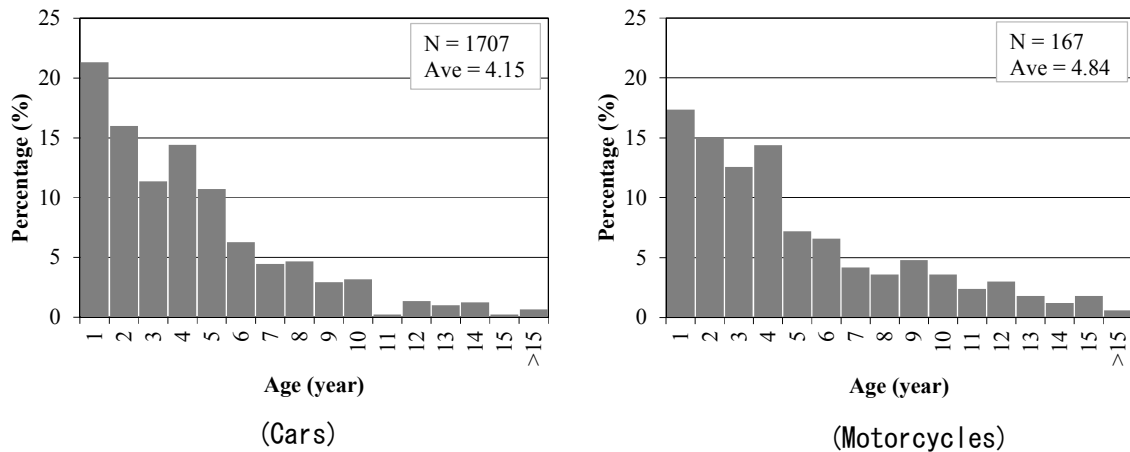 25
20
15
10
5
0
Percentage (%)
N = 1707
Ave = 4.15
1 2 3 4 5 6 7 8 9 10 11 12 13 14 15 >15
Age (year)
(Cars)
25
20
15
10
5
0
Percentage (%)
N = 167
Ave = 4.84
1 2 3 4 5 6 7 8 9 10 11 12 13 14 15 >15
Age (year)
(Motorcycles)